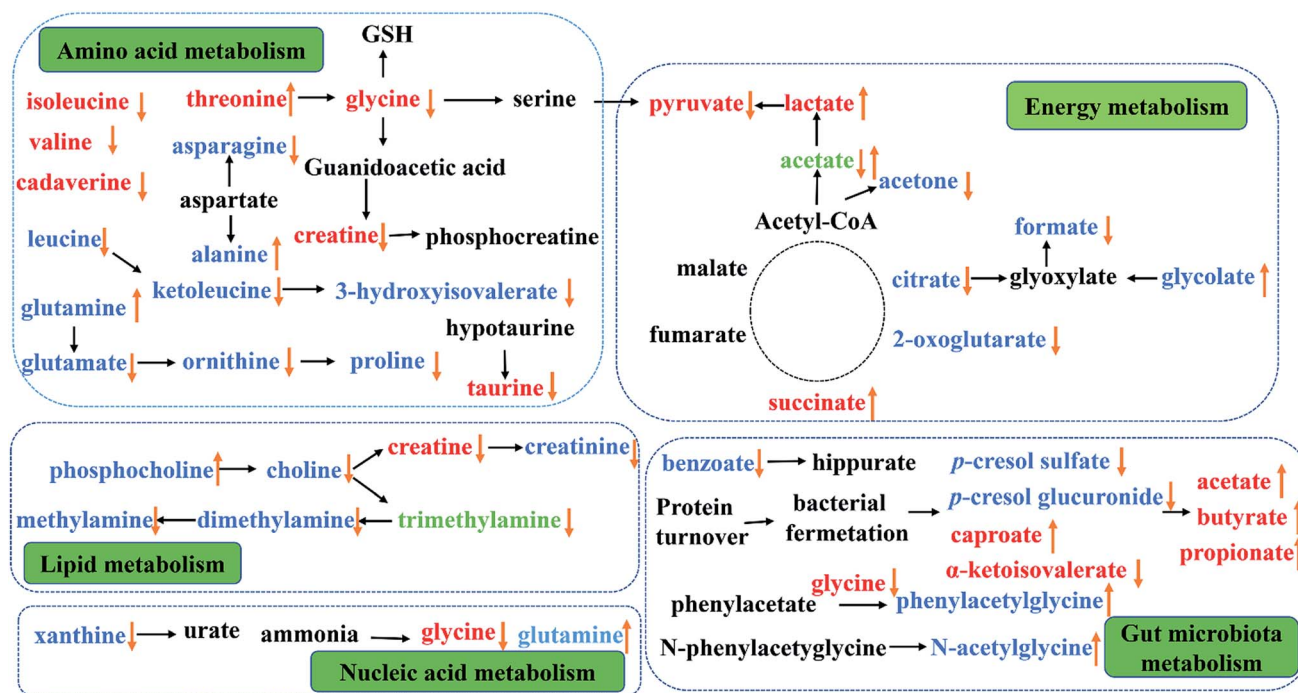 Amino acid metabolism
GSH
isoleucine
threonine
glycine
serine
valine
asparagine
Guanidoacetic acid
cadaverine
aspartate
leucine
alanine
creatine
phosphocreatine
ketoleucine
3-hydroxyisovalerate
glutamine
hypotaurine
glutamate
ornithine
proline
taurine
Energy metabolism
pyruvate
lactate
acetate
acetone
Acetyl-CoA
formate
malate
citrate
glyoxylate
glycolate
fumarate
2-oxoglutarate
succinate
creatine
creatinine
phosphocholine
choline
methylamine
dimethylamine
trimethylamine
Lipid metabolism
xanthine
urate
ammonia
glycine
glutamine
Nucleic acid metabolism
benzoate
hippurate
p-cresol sulfate
acetate
Protein
turnover
bacterial
fermetation
p-cresol glucuronide
butyrate
caproate
propionate
α-ketoisovalerate
glycine
phenylacetate
phenylacetylglycine
N-phenylacetyglycine
N-acetylglycine
Gut microbiota
metabolism